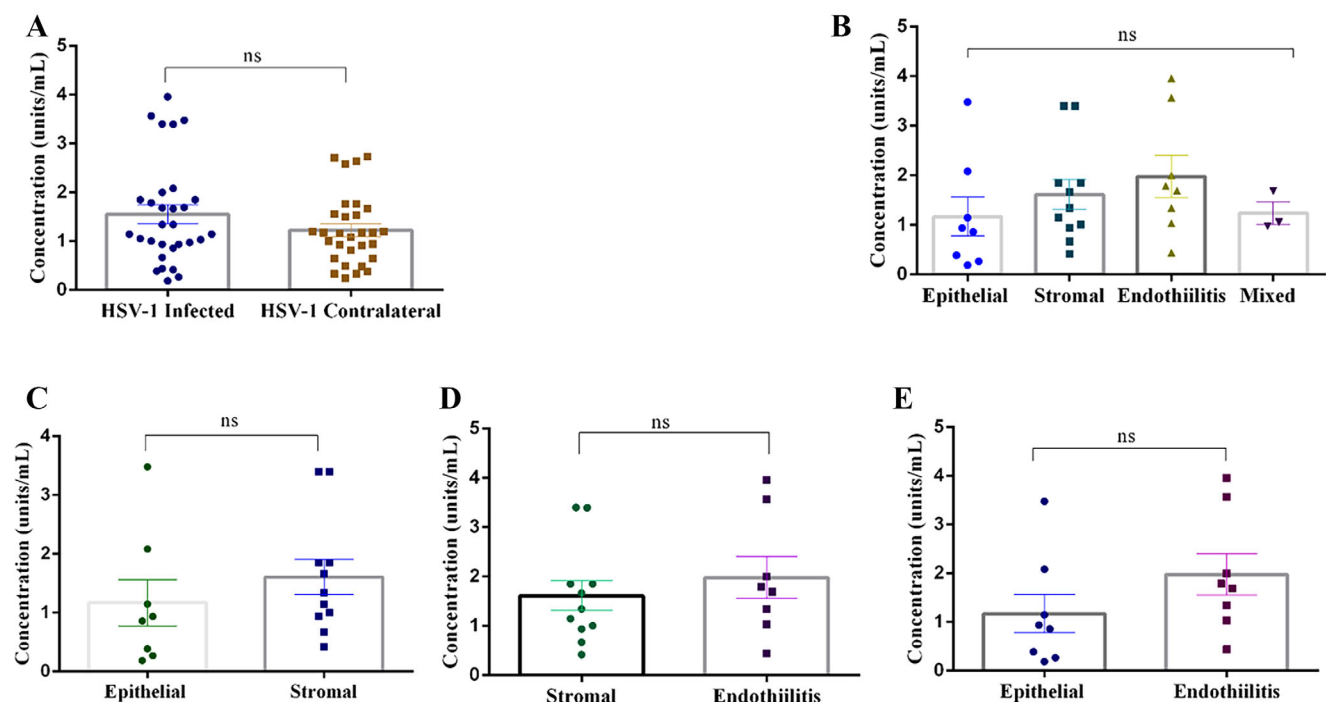 A
Concentration (units/mL)
5
4
3
2
1
0
ns
HSV-1 Infected HSV-1 Contralateral
B
Concentration (units/mL)
5
4
3
2
1
0
ns
Epithelial Stromal Endothiilitis Mixed
C
Concentration (units/mL)
4
3
2
1
0
ns
Epithelial Stromal
D
Concentration (units/mL)
5
4
3
2
1
0
ns
Stromal Endothiilitis
E
Concentration (units/mL)
5
4
3
2
1
0
ns
Epithelial Endothiilitis